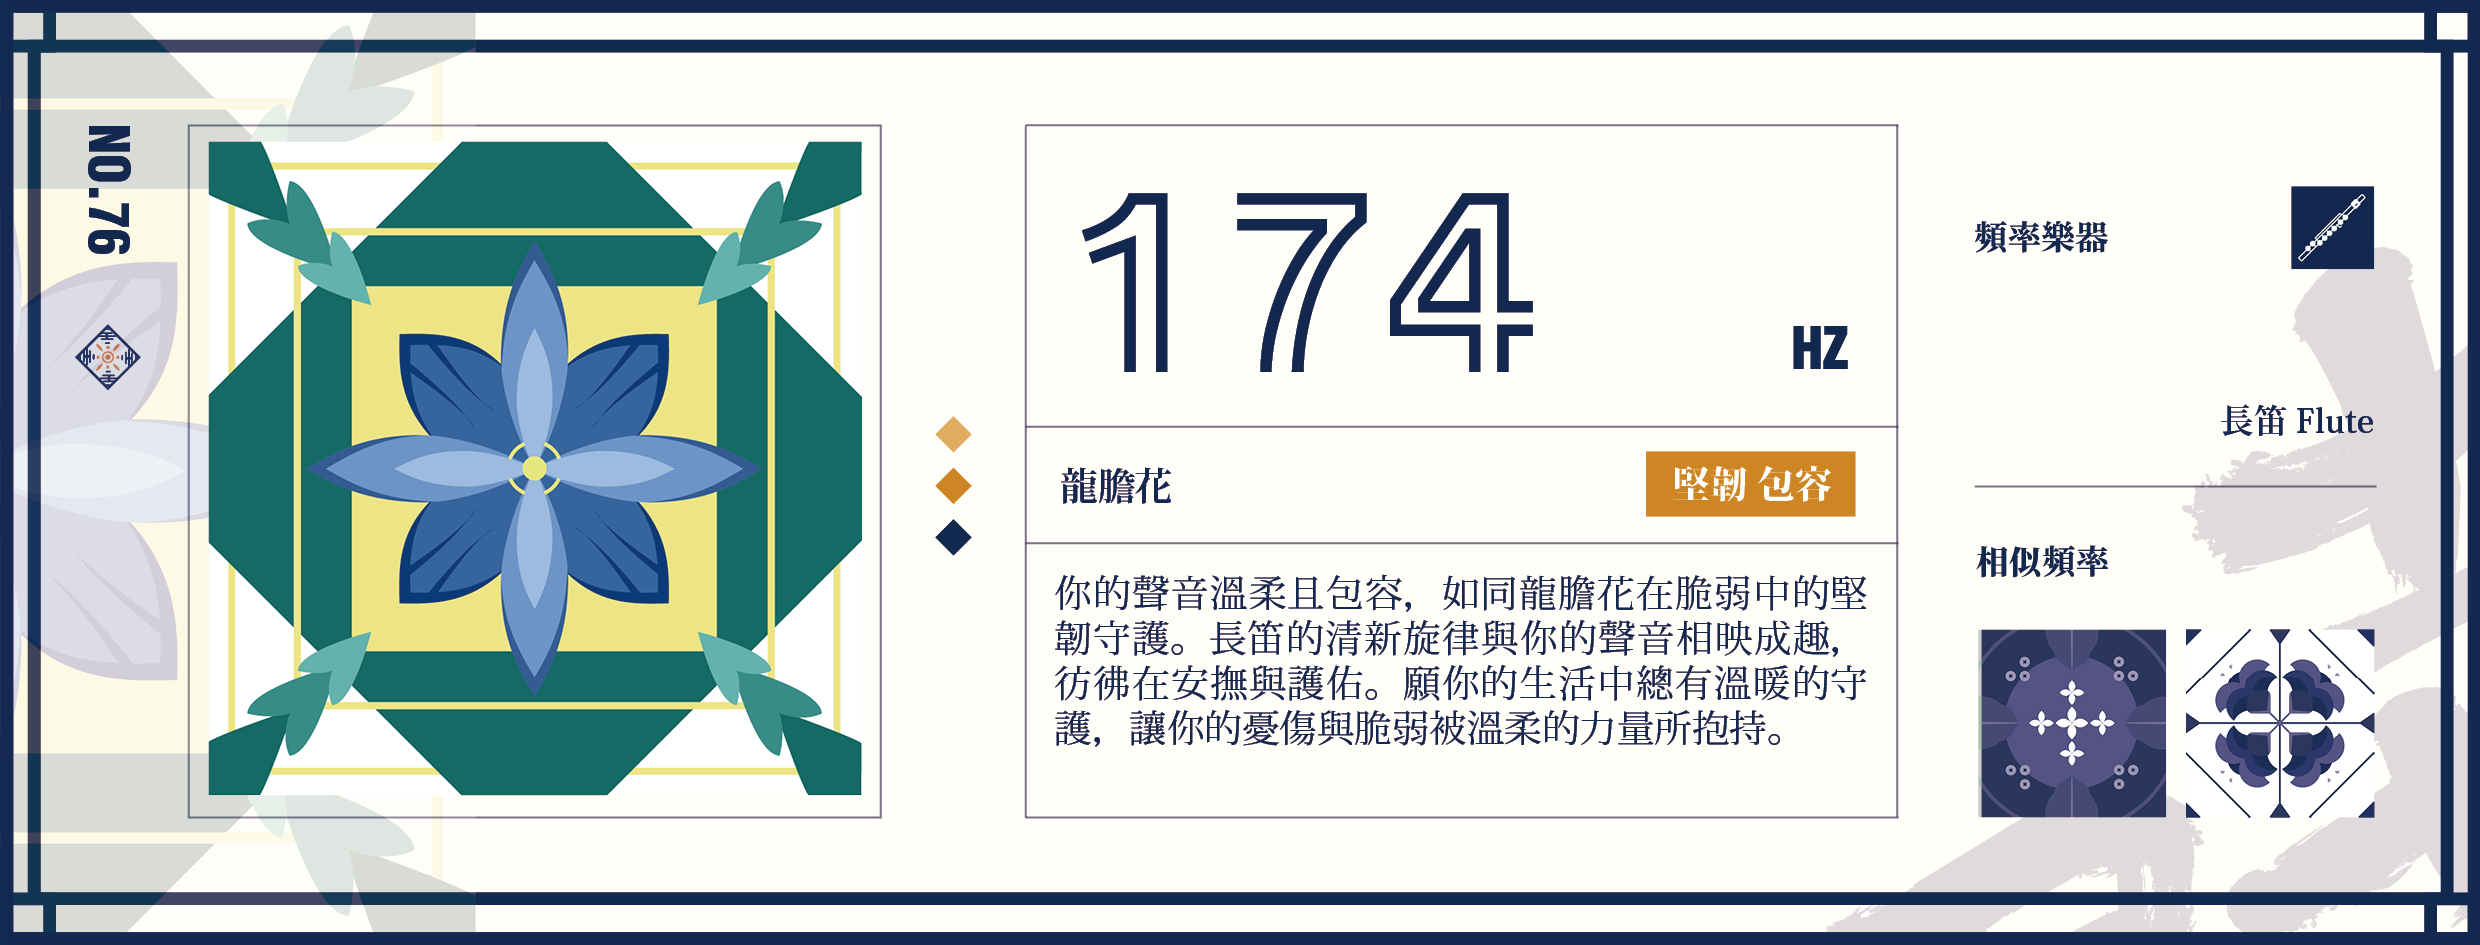 NO.76
174
HZ
龍膽花
堅韌 包容
你的聲音溫柔且包容，如同龍膽花在脆弱中的堅
韌守護。長笛的清新旋律與你的聲音相映成趣，
彷彿在安撫與護佑。願你的生活中總有溫暖的守
護，讓你的憂傷與脆弱被溫柔的力量所抱持。
頻率樂器
長笛 Flute
相似頻率